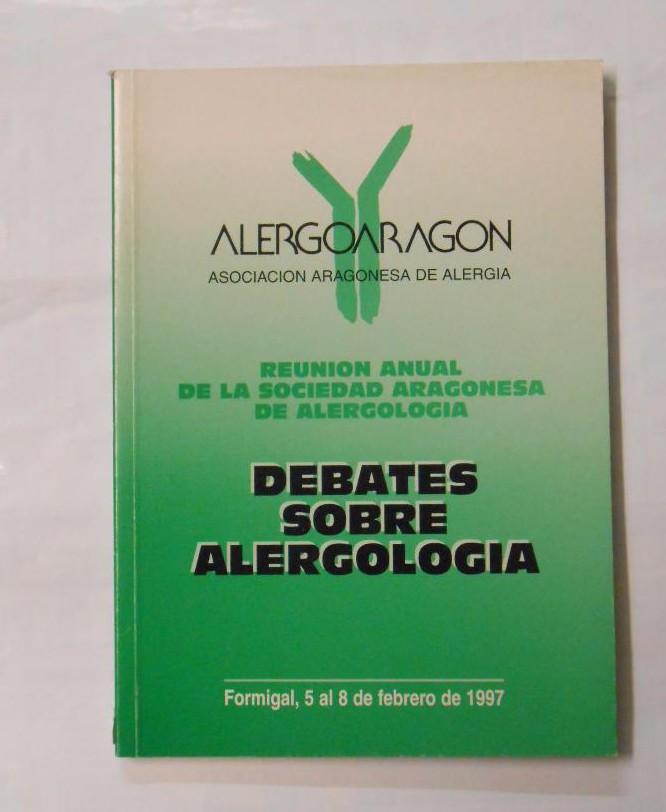 ALERGOARAGON
ASOCIACION ARAGONESA DE ALERGIA
REUNION ANUAL
DE LA SOCIEDAD ARAGONESA
DE ALERGOLOGIA
DEBATES
SOBRE
ALERGOLOGIA
Formigal, 5 al 8 de febrero de 1997